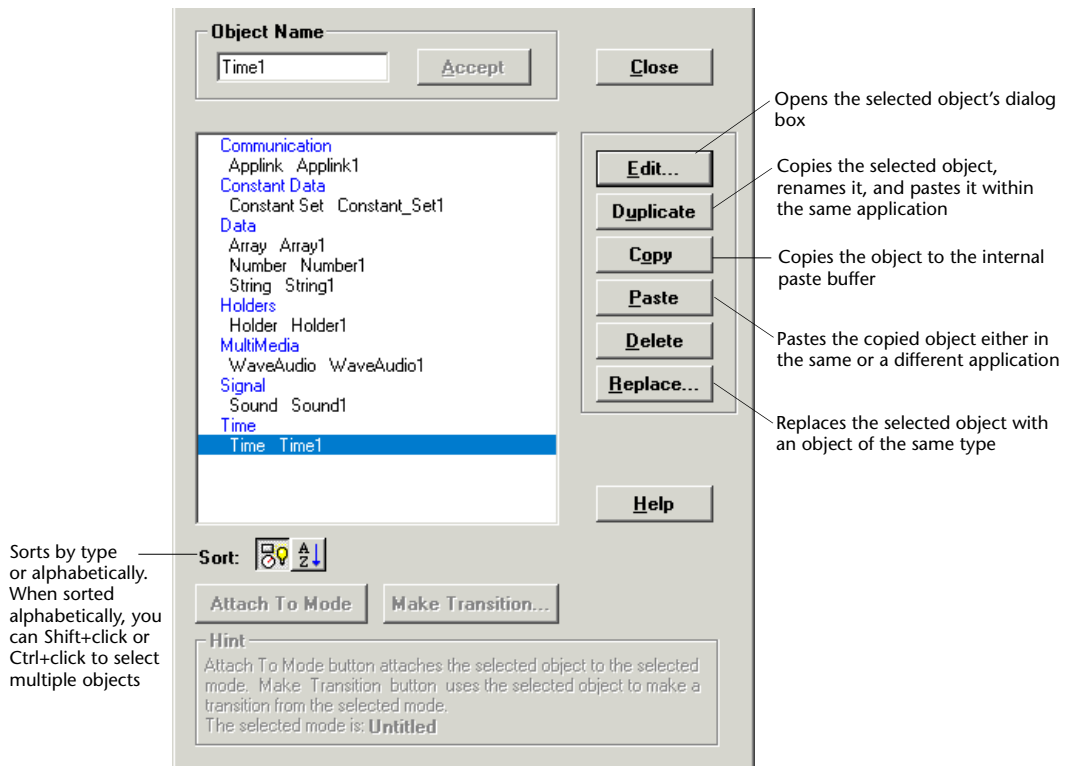 Object Name
Time1
Accept
Close
Communication
Applink Applink1
Constant Data
Constant Set Constant_Set1
Data
Array Array1
Number Number1
String String1
Holders
Holder Holder1
MultiMedia
WaveAudio WaveAudio1
Signal
Sound Sound1
Time
Time Time1
Edit...
Duplicate
Copy
Paste
Delete
Replace...
Help
Opens the selected object's dialog
box
Copies the selected object,
renames it, and pastes it within
the same application
Copies the object to the internal
paste buffer
Pastes the copied object either in
the same or a different application
Replaces the selected object with
an object of the same type
Sorts by type
or alphabetically.
When sorted
alphabetically, you
can Shift+click or
Ctrl+click to select
multiple objects
Sort:
A
Z
Attach To Mode
Make Transition...
Hint
Attach To Mode button attaches the selected object to the selected
mode. Make Transition button uses the selected object to make a
transition from the selected mode.
The selected mode is: Untitled